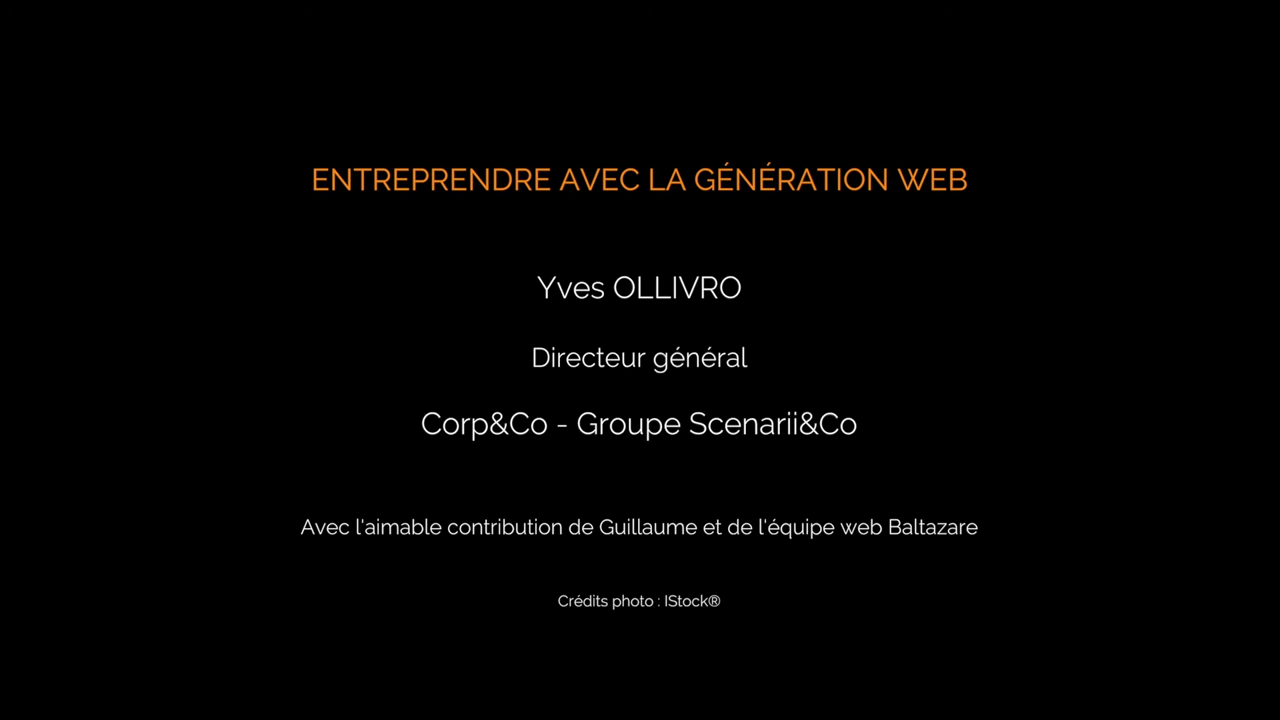 ENTREPRENDRE AVEC LA GÉNÉRATION WEB
Yves OLLIVRO
Directeur général
Corp&Co - Groupe Scenarii&Co
Avec l'aimable contribution de Guillaume et de l'équipe web Baltazare
Crédits photo : IStock®